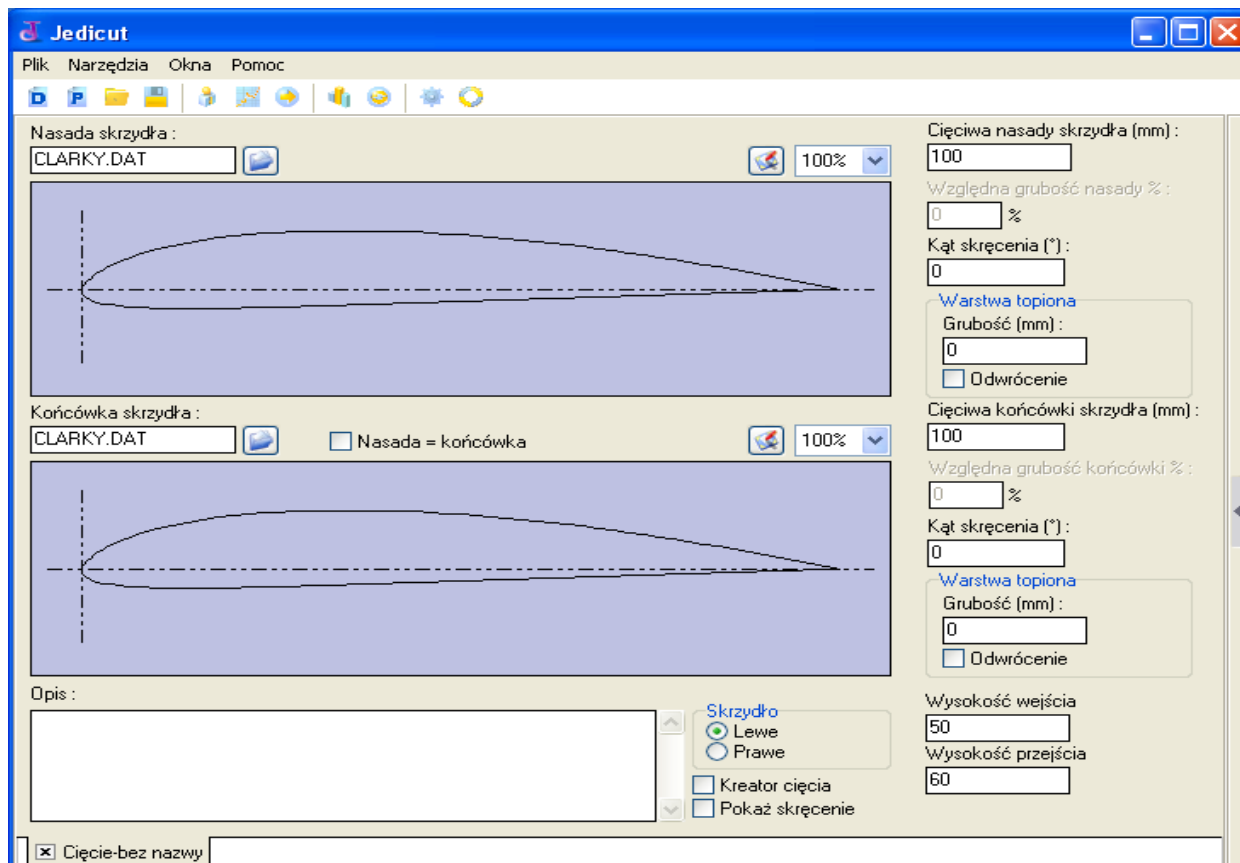 Jedicut
Plik Narzędzia Okna Pomoc
Nasada skrzydła :
CLARKY.DAT
100%
Cięciwa nasady skrzydła (mm) :
100
Względna grubość nasady % :
0 %
Kąt skręcenia (°) :
0
Warstwa topiona
Grubość (mm) :
0
Odwrócenie
Końcówka skrzydła :
CLARKY.DAT
Nasada = końcówka
100%
Cięciwa końcówki skrzydła (mm) :
100
Względna grubość końcówki % :
0 %
Kąt skręcenia (°) :
0
Warstwa topiona
Grubość (mm) :
0
Odwrócenie
Opis :
Skrzydło
Lewe
Prawe
Kreator cięcia
Pokaż skręcenie
Wysokość wejścia
50
Wysokość przejścia
60
Cięcie-bez nazwy